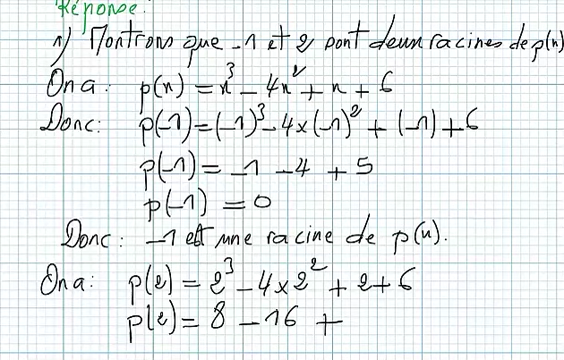 Réponse:
1) Montrons que -1 et 2 sont deux racines de p(x)
On a: p(x) = x³ - 4x² + x + 6
Donc: p(-1) = (-1)³ - 4×(-1)² + (-1) + 6
p(-1) = -1 - 4 + 5
p(-1) = 0
Donc: -1 est une racine de p(x).
On a: p(2) = 2³ - 4×2² + 2 + 6
p(2) = 8 - 16 +